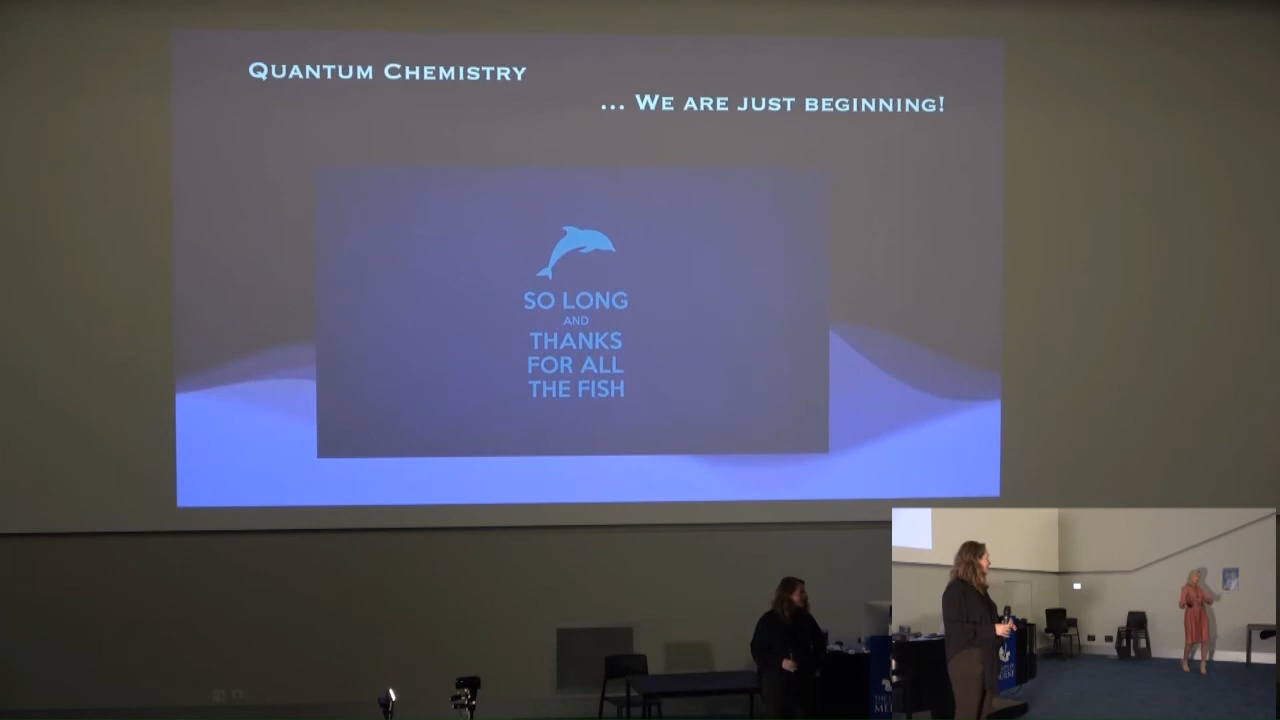 QUANTUM CHEMISTRY
... WE ARE JUST BEGINNING!
SO LONG
AND
THANKS
FOR ALL
THE FISH